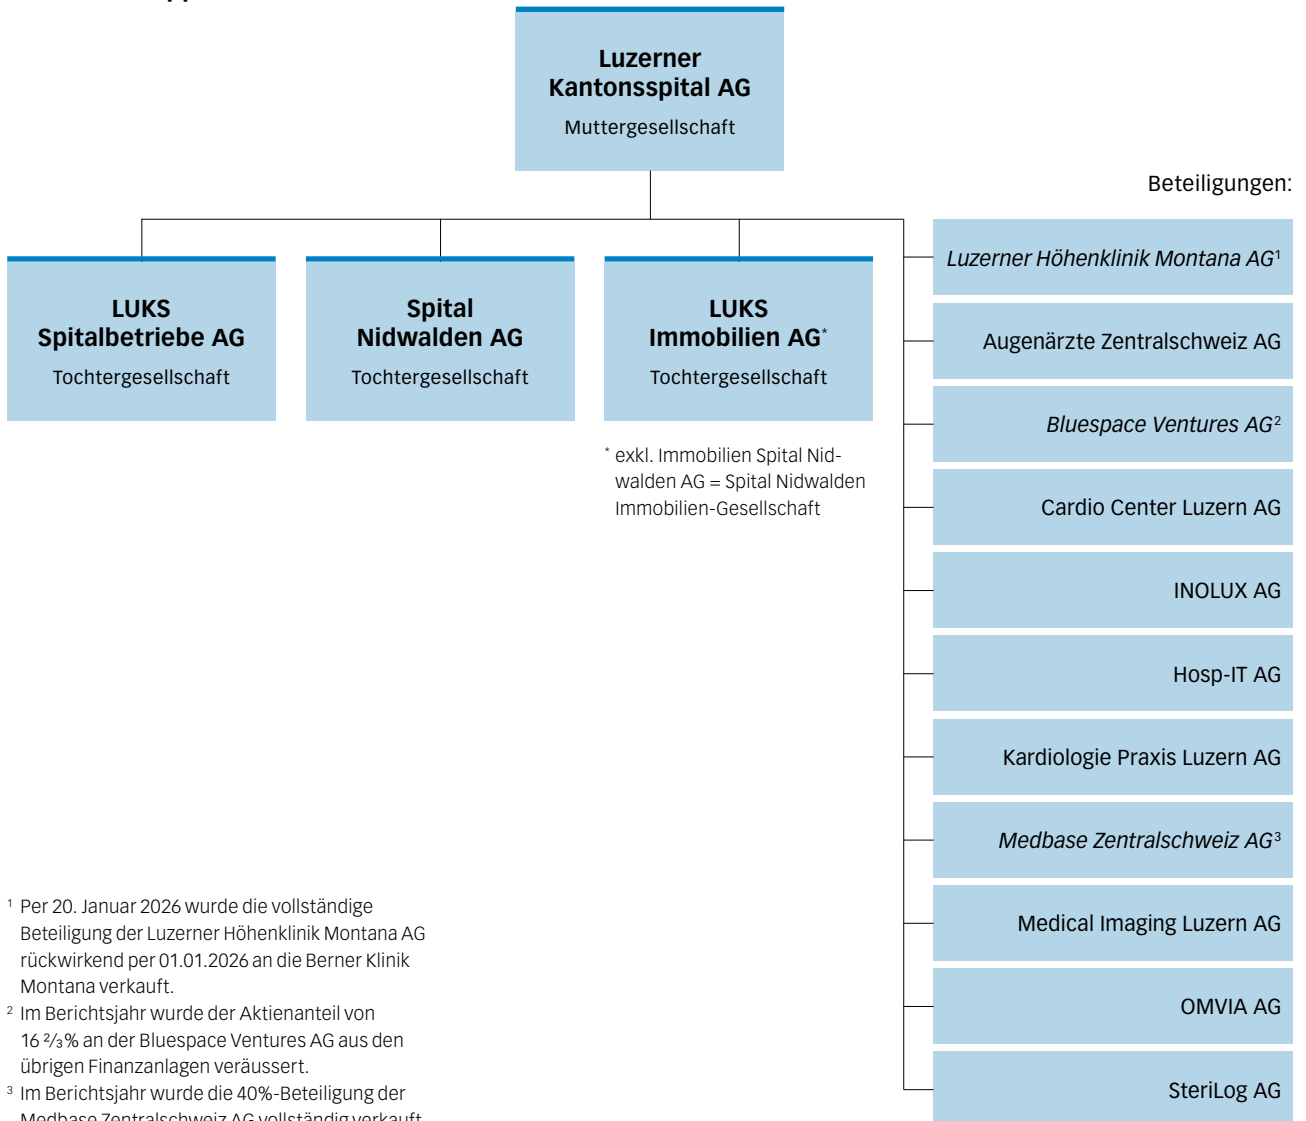 Luzerner
Kantonsspital AG
Muttergesellschaft
Beteiligungen:
LUKS
Spitalbetriebe AG
Tochtergesellschaft
Spital
Nidwalden AG
Tochtergesellschaft
LUKS
Immobilien AG*
Tochtergesellschaft
* exkl. Immobilien Spital Nid-
walden AG = Spital Nidwalden
Immobilien-Gesellschaft
Luzerner Höhenklinik Montana AG¹
Augenärzte Zentralschweiz AG
Bluespace Ventures AG²
Cardio Center Luzern AG
INOLUX AG
Hosp-IT AG
Kardiologie Praxis Luzern AG
Medbase Zentralschweiz AG³
Medical Imaging Luzern AG
OMVIA AG
SteriLog AG
¹ Per 20. Januar 2026 wurde die vollständige
Beteiligung der Luzerner Höhenklinik Montana AG
rückwirkend per 01.01.2026 an die Berner Klinik
Montana verkauft.
² Im Berichtsjahr wurde der Aktienanteil von
16 ⅔% an der Bluespace Ventures AG aus den
übrigen Finanzanlagen veräussert.
³ Im Berichtsjahr wurde die 40%-Beteiligung der
Medbase Zentralschweiz AG vollständig verkauft